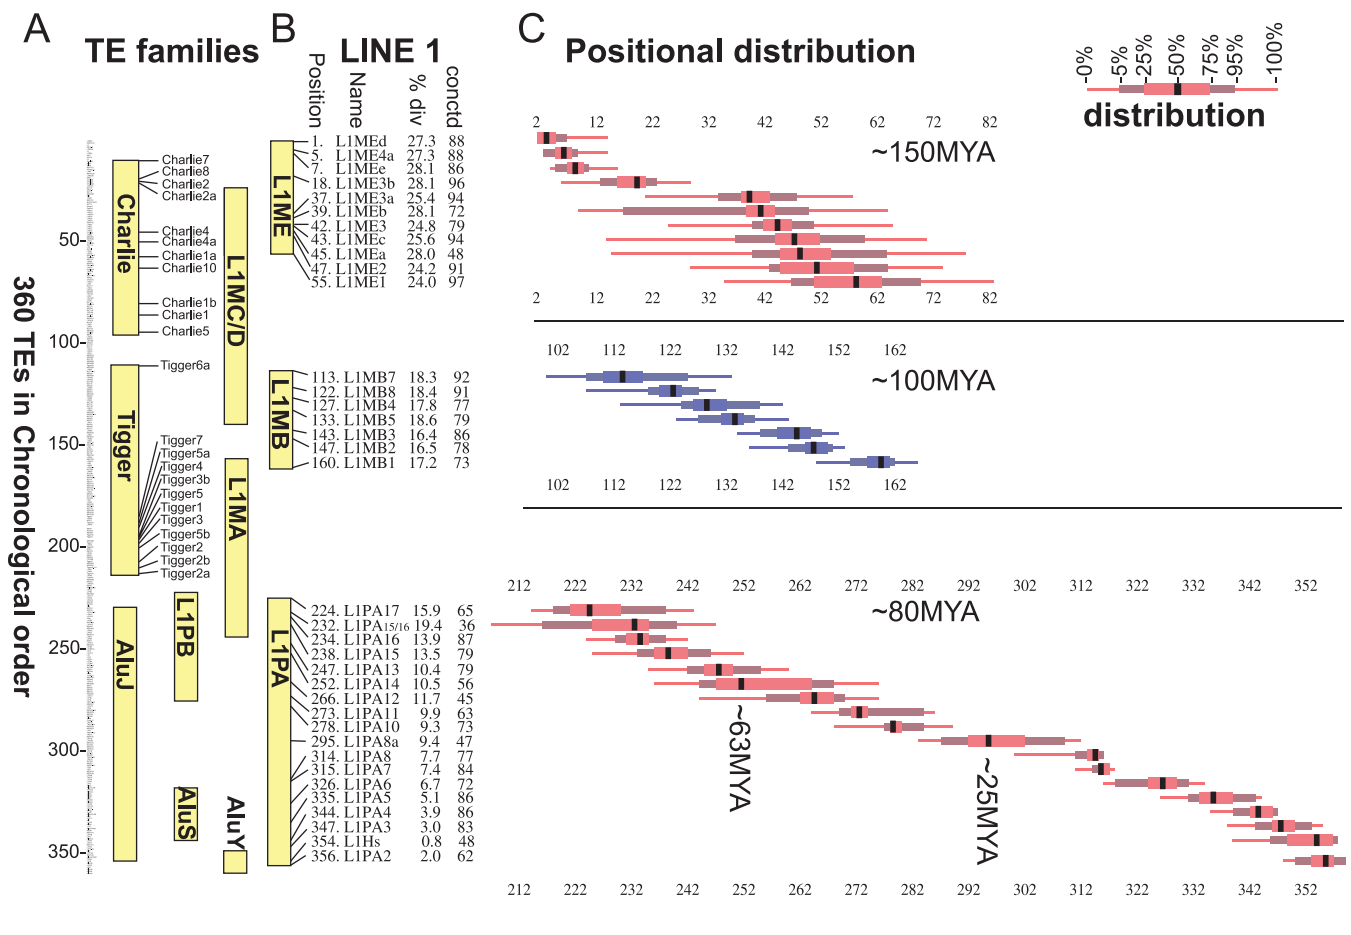 A
TE families
B
LINE 1
C
Positional distribution
0%
5%
25%
50%
75%
95%
100%
distribution
Position
Name
% div
conctd
360 TEs in Chronological order
50
100
150
200
250
300
350
Charlie
Charlie7
Charlie8
Charlie2
Charlie2a
Charlie4
Charlie4a
Charlie1a
Charlie10
Charlie1b
Charlie1
Charlie5
Tigger
Tigger6a
Tigger7
Tigger5a
Tigger4
Tigger3b
Tigger5
Tigger1
Tigger3
Tigger5b
Tigger2
Tigger2b
Tigger2a
AluJ
L1PB
AluS
AluY
L1MC/D
L1MA
L1ME
1. L1MEd 27.3 88
5. L1ME4a 27.3 88
7. L1MEe 28.1 86
18. L1ME3b 28.1 96
37. L1ME3a 25.4 94
39. L1MEb 28.1 72
42. L1ME3 24.8 79
43. L1MEc 25.6 94
45. L1MEa 28.0 48
47. L1ME2 24.2 91
55. L1ME1 24.0 97
L1MB
113. L1MB7 18.3 92
122. L1MB8 18.4 91
127. L1MB4 17.8 77
133. L1MB5 18.6 79
143. L1MB3 16.4 86
147. L1MB2 16.5 78
160. L1MB1 17.2 73
L1PA
224. L1PA17 15.9 65
232. L1PA15/16 19.4 36
234. L1PA16 13.9 87
238. L1PA15 13.5 79
247. L1PA13 10.4 79
252. L1PA14 10.5 56
266. L1PA12 11.7 45
273. L1PA11 9.9 63
278. L1PA10 9.3 73
295. L1PA8a 9.4 47
314. L1PA8 7.7 77
315. L1PA7 7.4 84
326. L1PA6 6.7 72
335. L1PA5 5.1 86
344. L1PA4 3.9 86
347. L1PA3 3.0 83
354. L1Hs 0.8 48
356. L1PA2 2.0 62
2 12 22 32 42 52 62 72 82
~150MYA
2 12 22 32 42 52 62 72 82
102 112 122 132 142 152 162
~100MYA
102 112 122 132 142 152 162
212 222 232 242 252 262 272 282 292 302 312 322 332 342 352
~80MYA
~63MYA
~25MYA
212 222 232 242 252 262 272 282 292 302 312 322 332 342 352